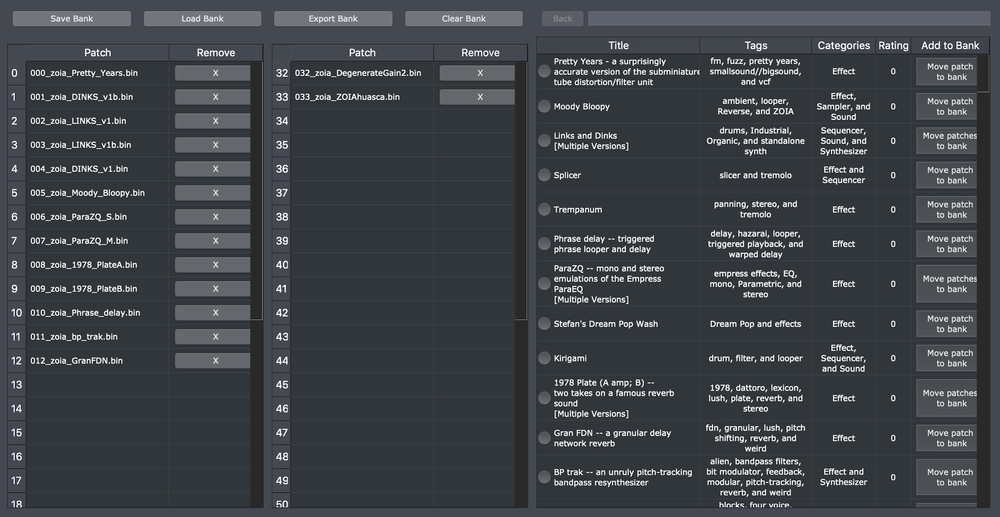 Save Bank
Load Bank
Export Bank
Clear Bank
Back
Patch
Remove
0
000_zoia_Pretty_Years.bin
X
1
001_zoia_DINKS_v1b.bin
X
2
002_zoia_LINKS_v1.bin
X
3
003_zoia_LINKS_v1b.bin
X
4
004_zoia_DINKS_v1.bin
X
5
005_zoia_Moody_Bloopy.bin
X
6
006_zoia_ParaZQ_S.bin
X
7
007_zoia_ParaZQ_M.bin
X
8
008_zoia_1978_PlateA.bin
X
9
009_zoia_1978_PlateB.bin
X
10
010_zoia_Phrase_delay.bin
X
11
011_zoia_bp_trak.bin
X
12
012_zoia_GranFDN.bin
X
13
14
15
16
17
18
Patch
Remove
32
032_zoia_DegenerateGain2.bin
X
33
033_zoia_ZOIAhuasca.bin
X
34
35
36
37
38
39
40
41
42
43
44
45
46
47
48
49
50
Title
Tags
Categories
Rating
Add to Bank
Pretty Years - a surprisingly
accurate version of the subminiature
tube distortion/filter unit
fm, fuzz, pretty years,
smallsound//bigsound,
and vcf
Effect
0
Move patch
to bank
Moody Bloopy
ambient, looper,
Reverse, and ZOIA
Effect,
Sampler, and
Sound
0
Move patch
to bank
Links and Dinks
[Multiple Versions]
drums, Industrial,
Organic, and standalone
synth
Sequencer,
Sound, and
Synthesizer
0
Move patches
to bank
Splicer
slicer and tremolo
Effect and
Sequencer
0
Move patch
to bank
Trempanum
panning, stereo, and
tremolo
Effect
0
Move patch
to bank
Phrase delay -- triggered
phrase looper and delay
delay, hazarai, looper,
triggered playback, and
warped delay
Effect
0
Move patch
to bank
ParaZQ -- mono and stereo
emulations of the Empress
ParaEQ
[Multiple Versions]
empress effects, EQ,
mono, Parametric, and
stereo
Effect
0
Move patches
to bank
Stefan's Dream Pop Wash
Dream Pop and effects
Effect
0
Move patch
to bank
Kirigami
drum, filter, and looper
Effect,
Sequencer,
and Sound
0
Move patch
to bank
1978 Plate (A amp; B) --
two takes on a famous reverb
sound
[Multiple Versions]
1978, dattoro, lexicon,
lush, plate, reverb, and
stereo
Effect
0
Move patches
to bank
Gran FDN -- a granular delay
network reverb
fdn, granular, lush, pitch
shifting, reverb, and
weird
Effect
0
Move patch
to bank
BP trak -- an unruly pitch-tracking
bandpass resynthesizer
alien, bandpass filters,
bit modulator, feedback,
modular, pitch-tracking,
reverb, and weird
Effect and
Synthesizer
0
Move patch
to bank
blocks, four voice,